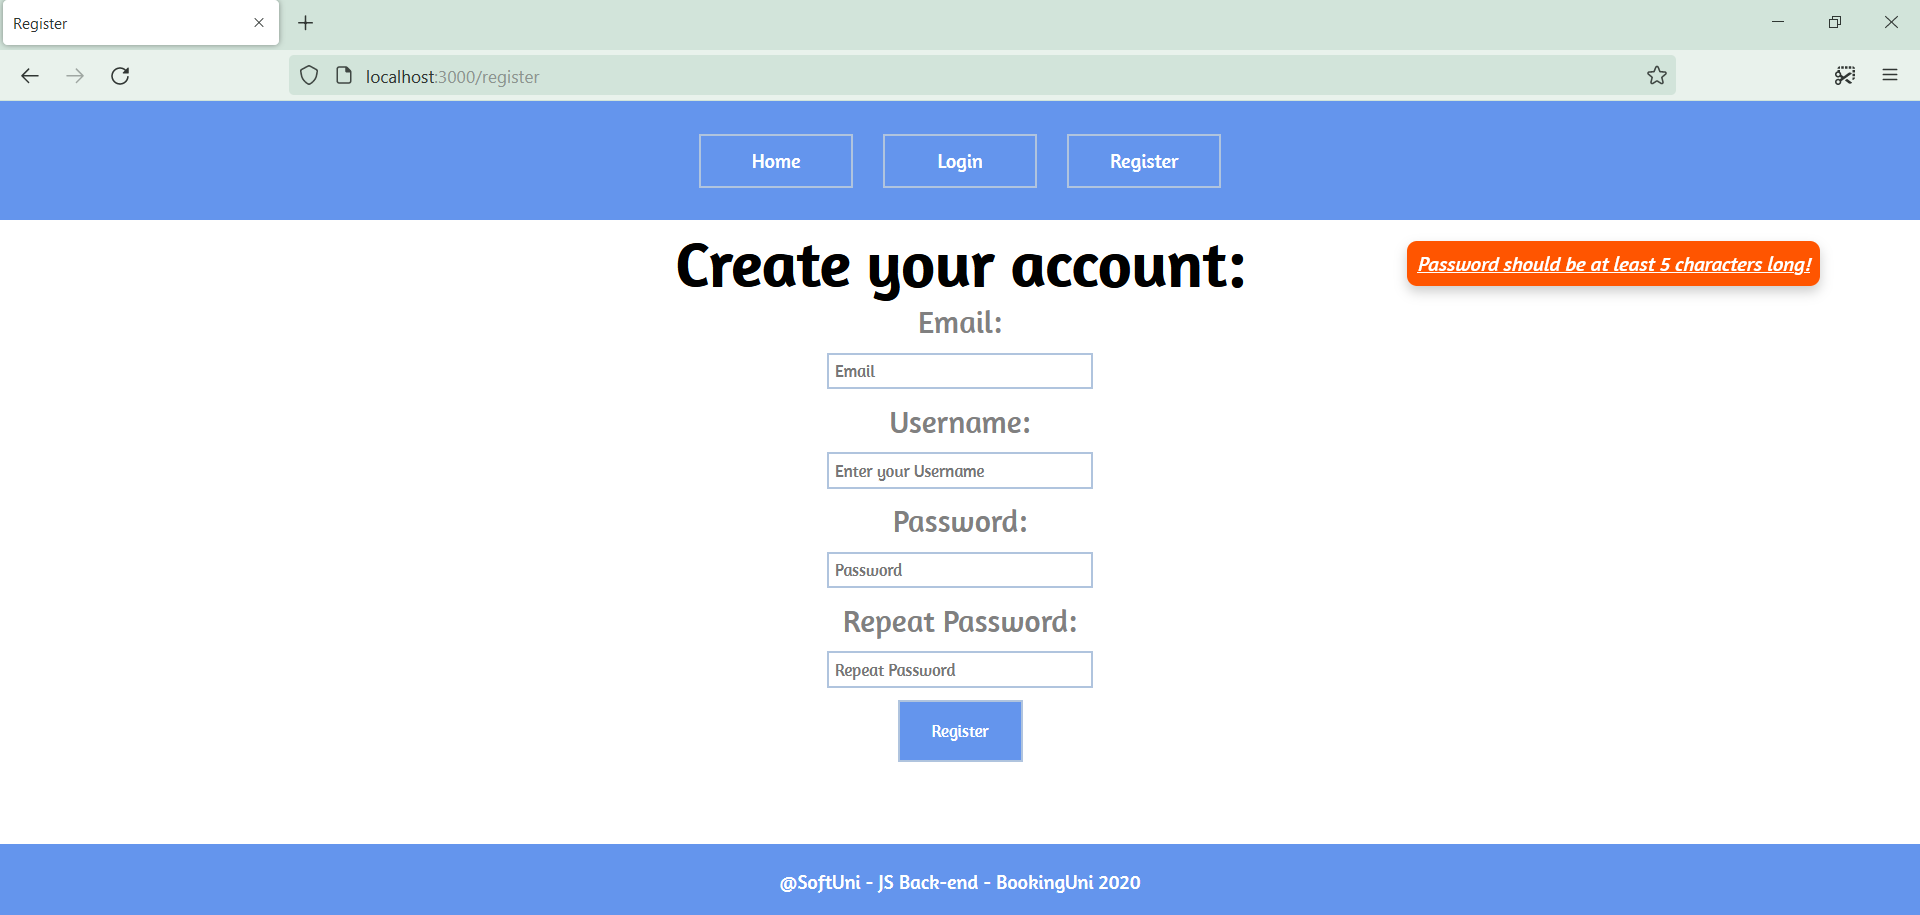 Register
localhost:3000/register
Home Login Register
Create your account:
Password should be at least 5 characters long!
Email:
Email
Username:
Enter your Username
Password:
Password
Repeat Password:
Repeat Password
Register
@SoftUni - JS Back-end - BookingUni 2020